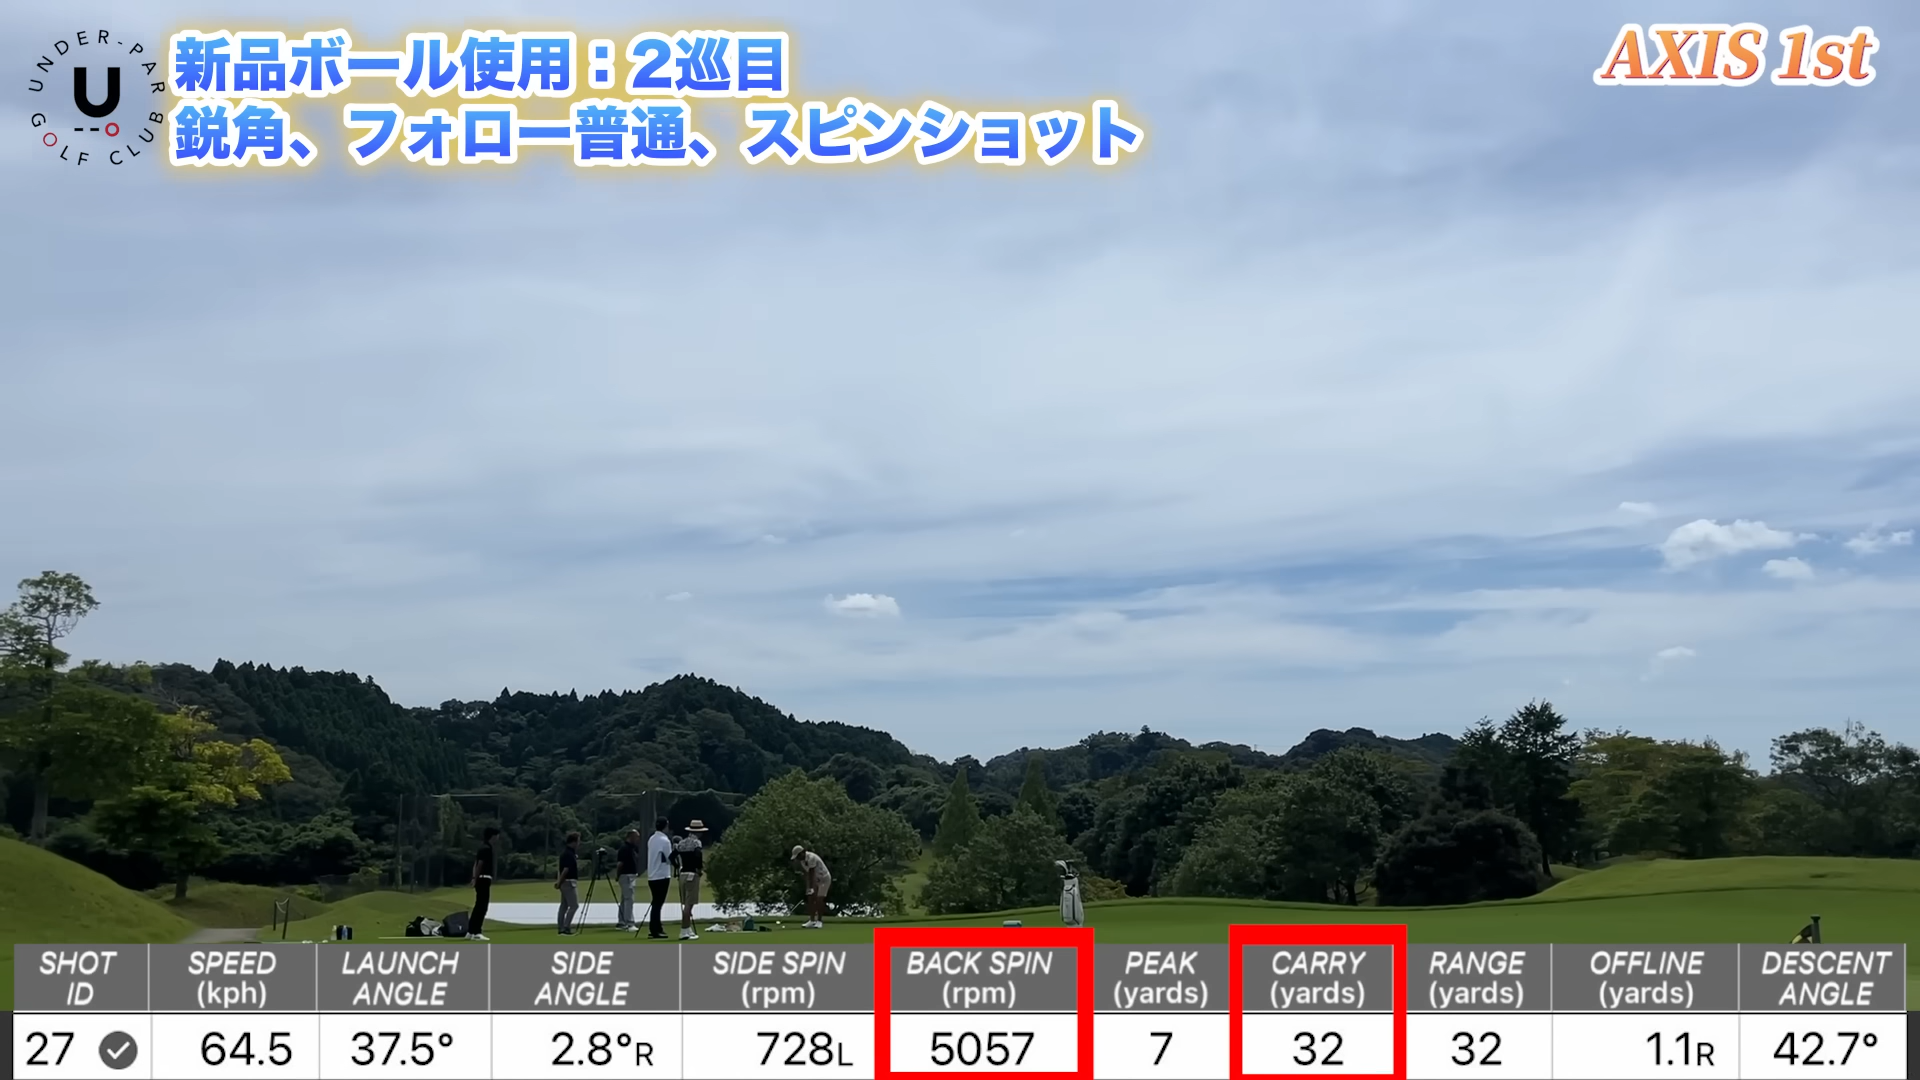 UNDER-PAR
GOLF CLUB
U
新品ボール使用：2巡目
鋭角、フォロー普通、スピンショット
AXIS 1st
SHOT ID SPEED (kph) LAUNCH ANGLE SIDE ANGLE SIDE SPIN (rpm) BACK SPIN (rpm) PEAK (yards) CARRY (yards) RANGE (yards) OFFLINE (yards) DESCENT ANGLE
27 64.5 37.5° 2.8°R 728L 5057 7 32 32 1.1R 42.7°